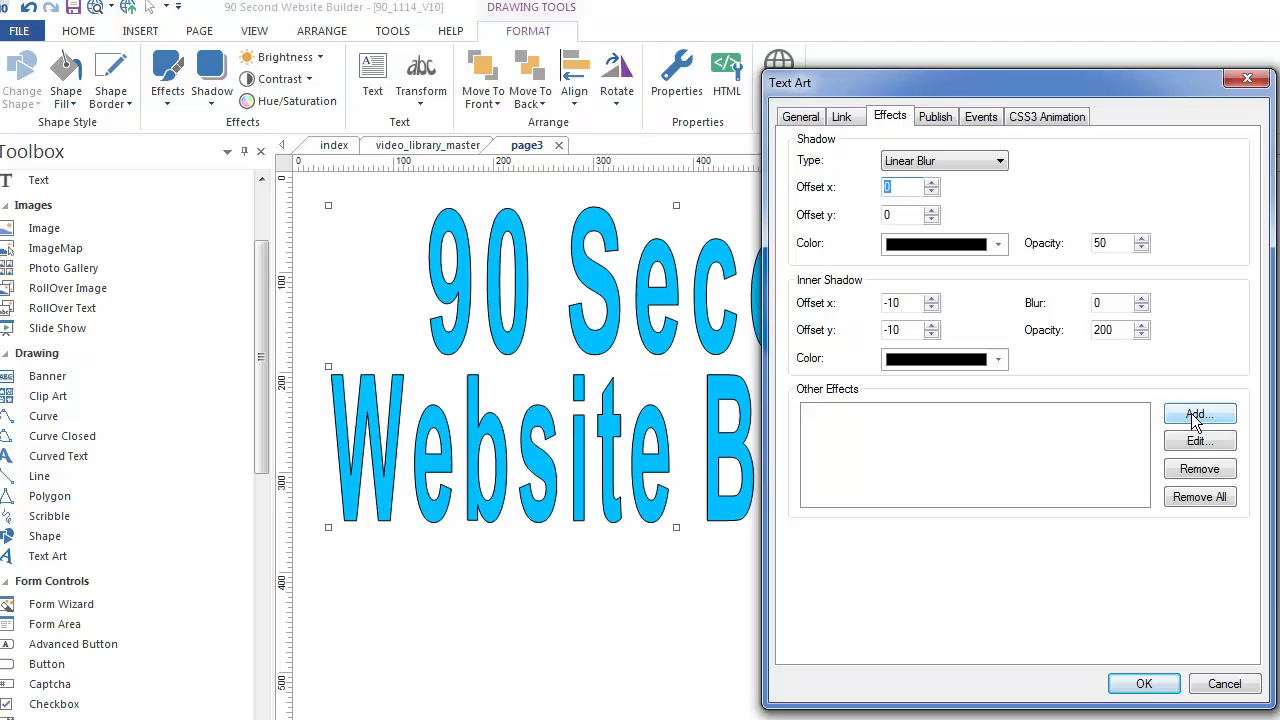 90 Second Website Builder - [90_1114_V10]
DRAWING TOOLS
FILE HOME INSERT PAGE VIEW ARRANGE TOOLS HELP FORMAT
Change Shape
Shape Fill
Shape Border
Effects
Shadow
Brightness
Contrast
Hue/Saturation
Text
Transform
Move To Front
Move To Back
Align
Rotate
Properties
HTML
Shape Style
Effects
Text
Arrange
Properties
Toolbox
Text
Images
Image
ImageMap
Photo Gallery
RollOver Image
RollOver Text
Slide Show
Drawing
Banner
Clip Art
Curve
Curve Closed
Curved Text
Line
Polygon
Scribble
Shape
Text Art
Form Controls
Form Wizard
Form Area
Advanced Button
Button
Captcha
Checkbox
index video_library_master page3
0 100 200 300 400
0
100
200
300
400
500
90 Seco
Website B
Text Art
General Link Effects Publish Events CSS3 Animation
Shadow
Type: Linear Blur
Offset x: 0
Offset y: 0
Color: Opacity: 50
Inner Shadow
Offset x: -10 Blur: 0
Offset y: -10 Opacity: 200
Color:
Other Effects
Add...
Edit...
Remove
Remove All
OK Cancel